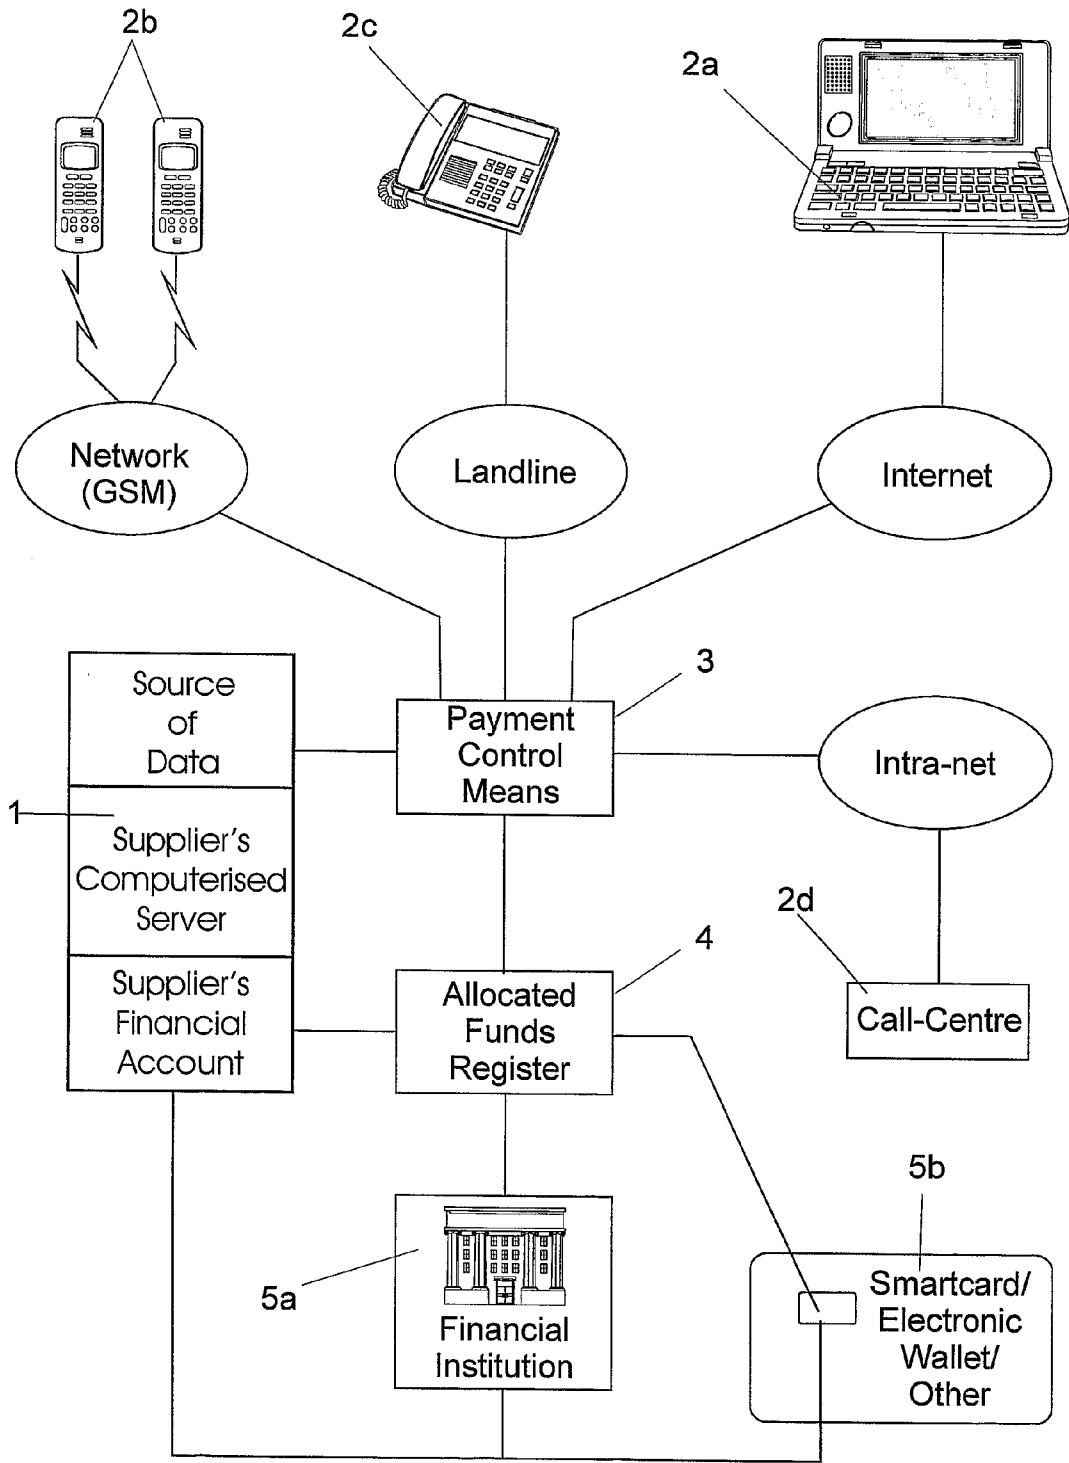 2b
2c
2a
Network
(GSM)
Landline
Internet
3
Source
of
Data
Payment
Control
Means
Intra-net
1
Supplier's
Computerised
Server
2d
4
Supplier's
Financial
Account
Allocated
Funds
Register
Call-Centre
5b
5a
Financial
Institution
Smartcard/
Electronic
Wallet/
Other